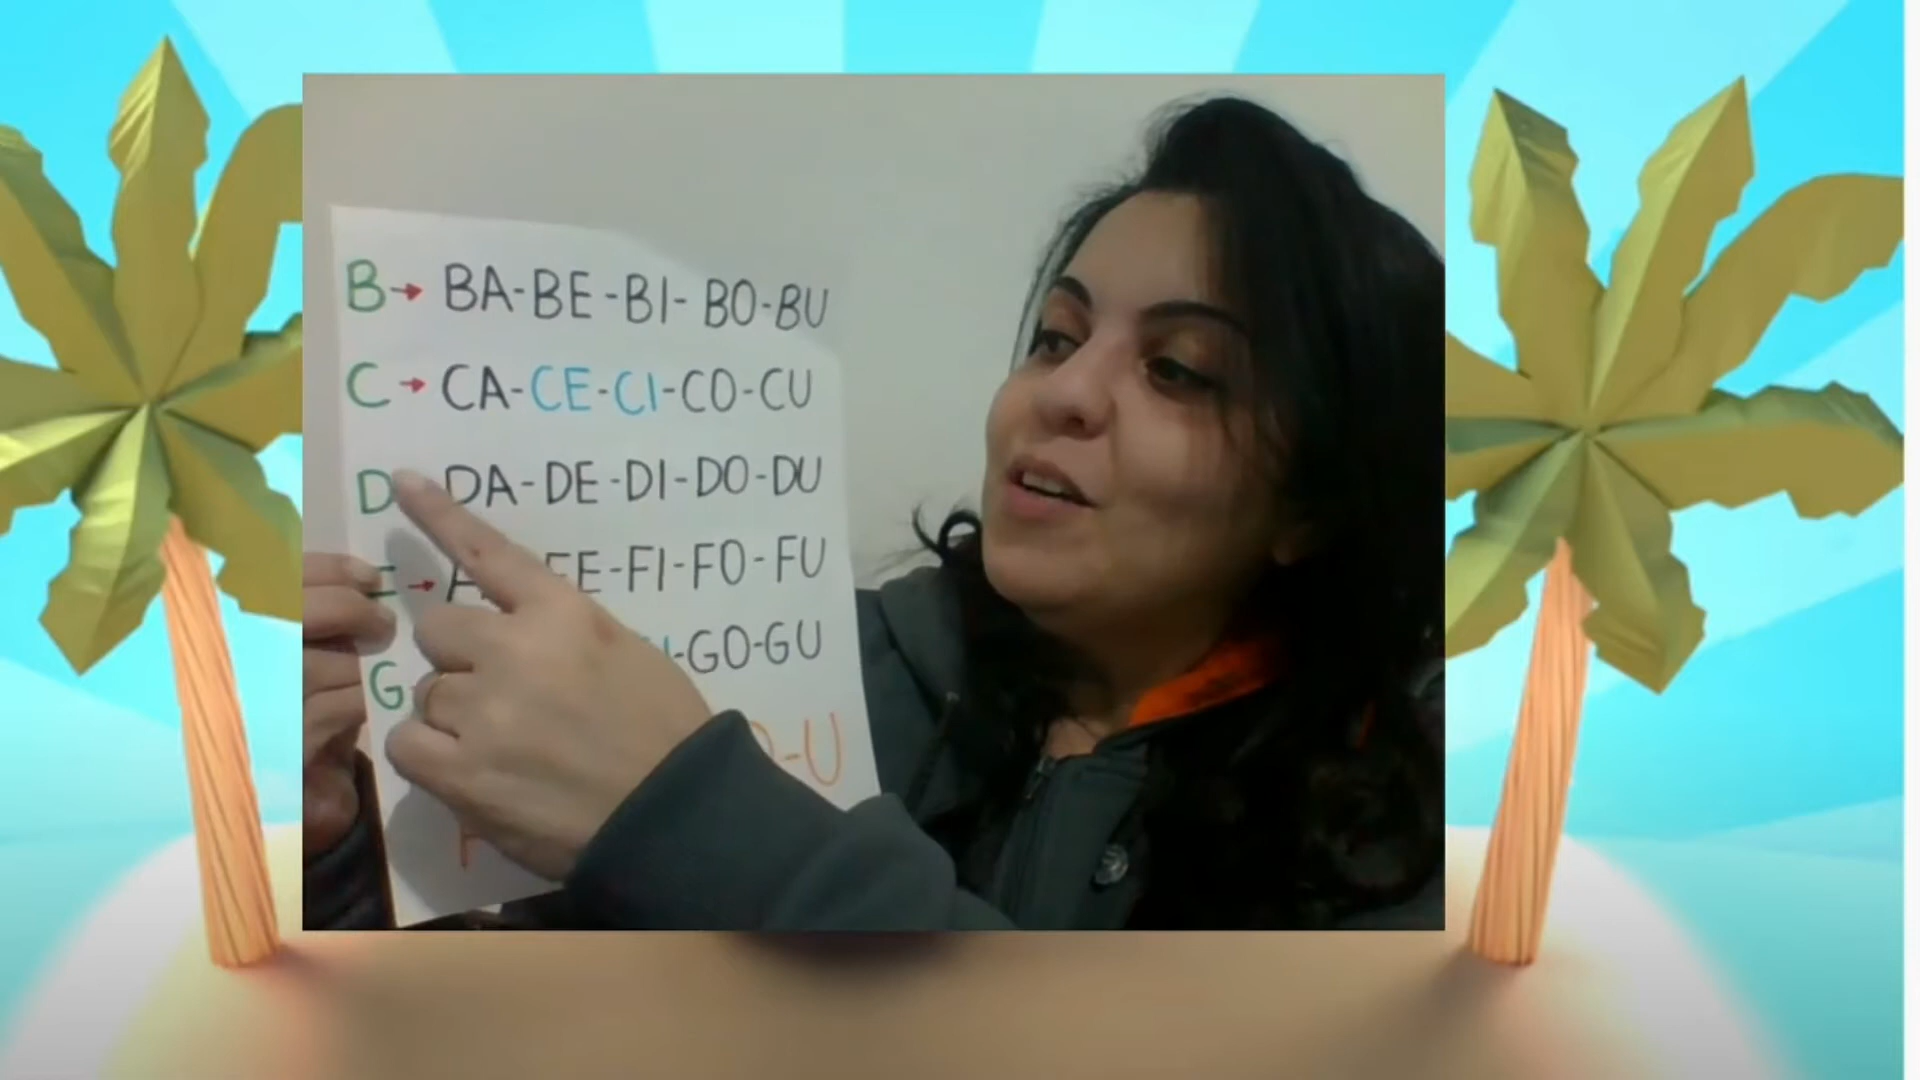 B→ BA-BE-BI-BO-BU
C→ CA-CE-CI-CO-CU
D DA-DE-DI-DO-DU
→ FE-FI-FO-FU
G -GO-GU
-U